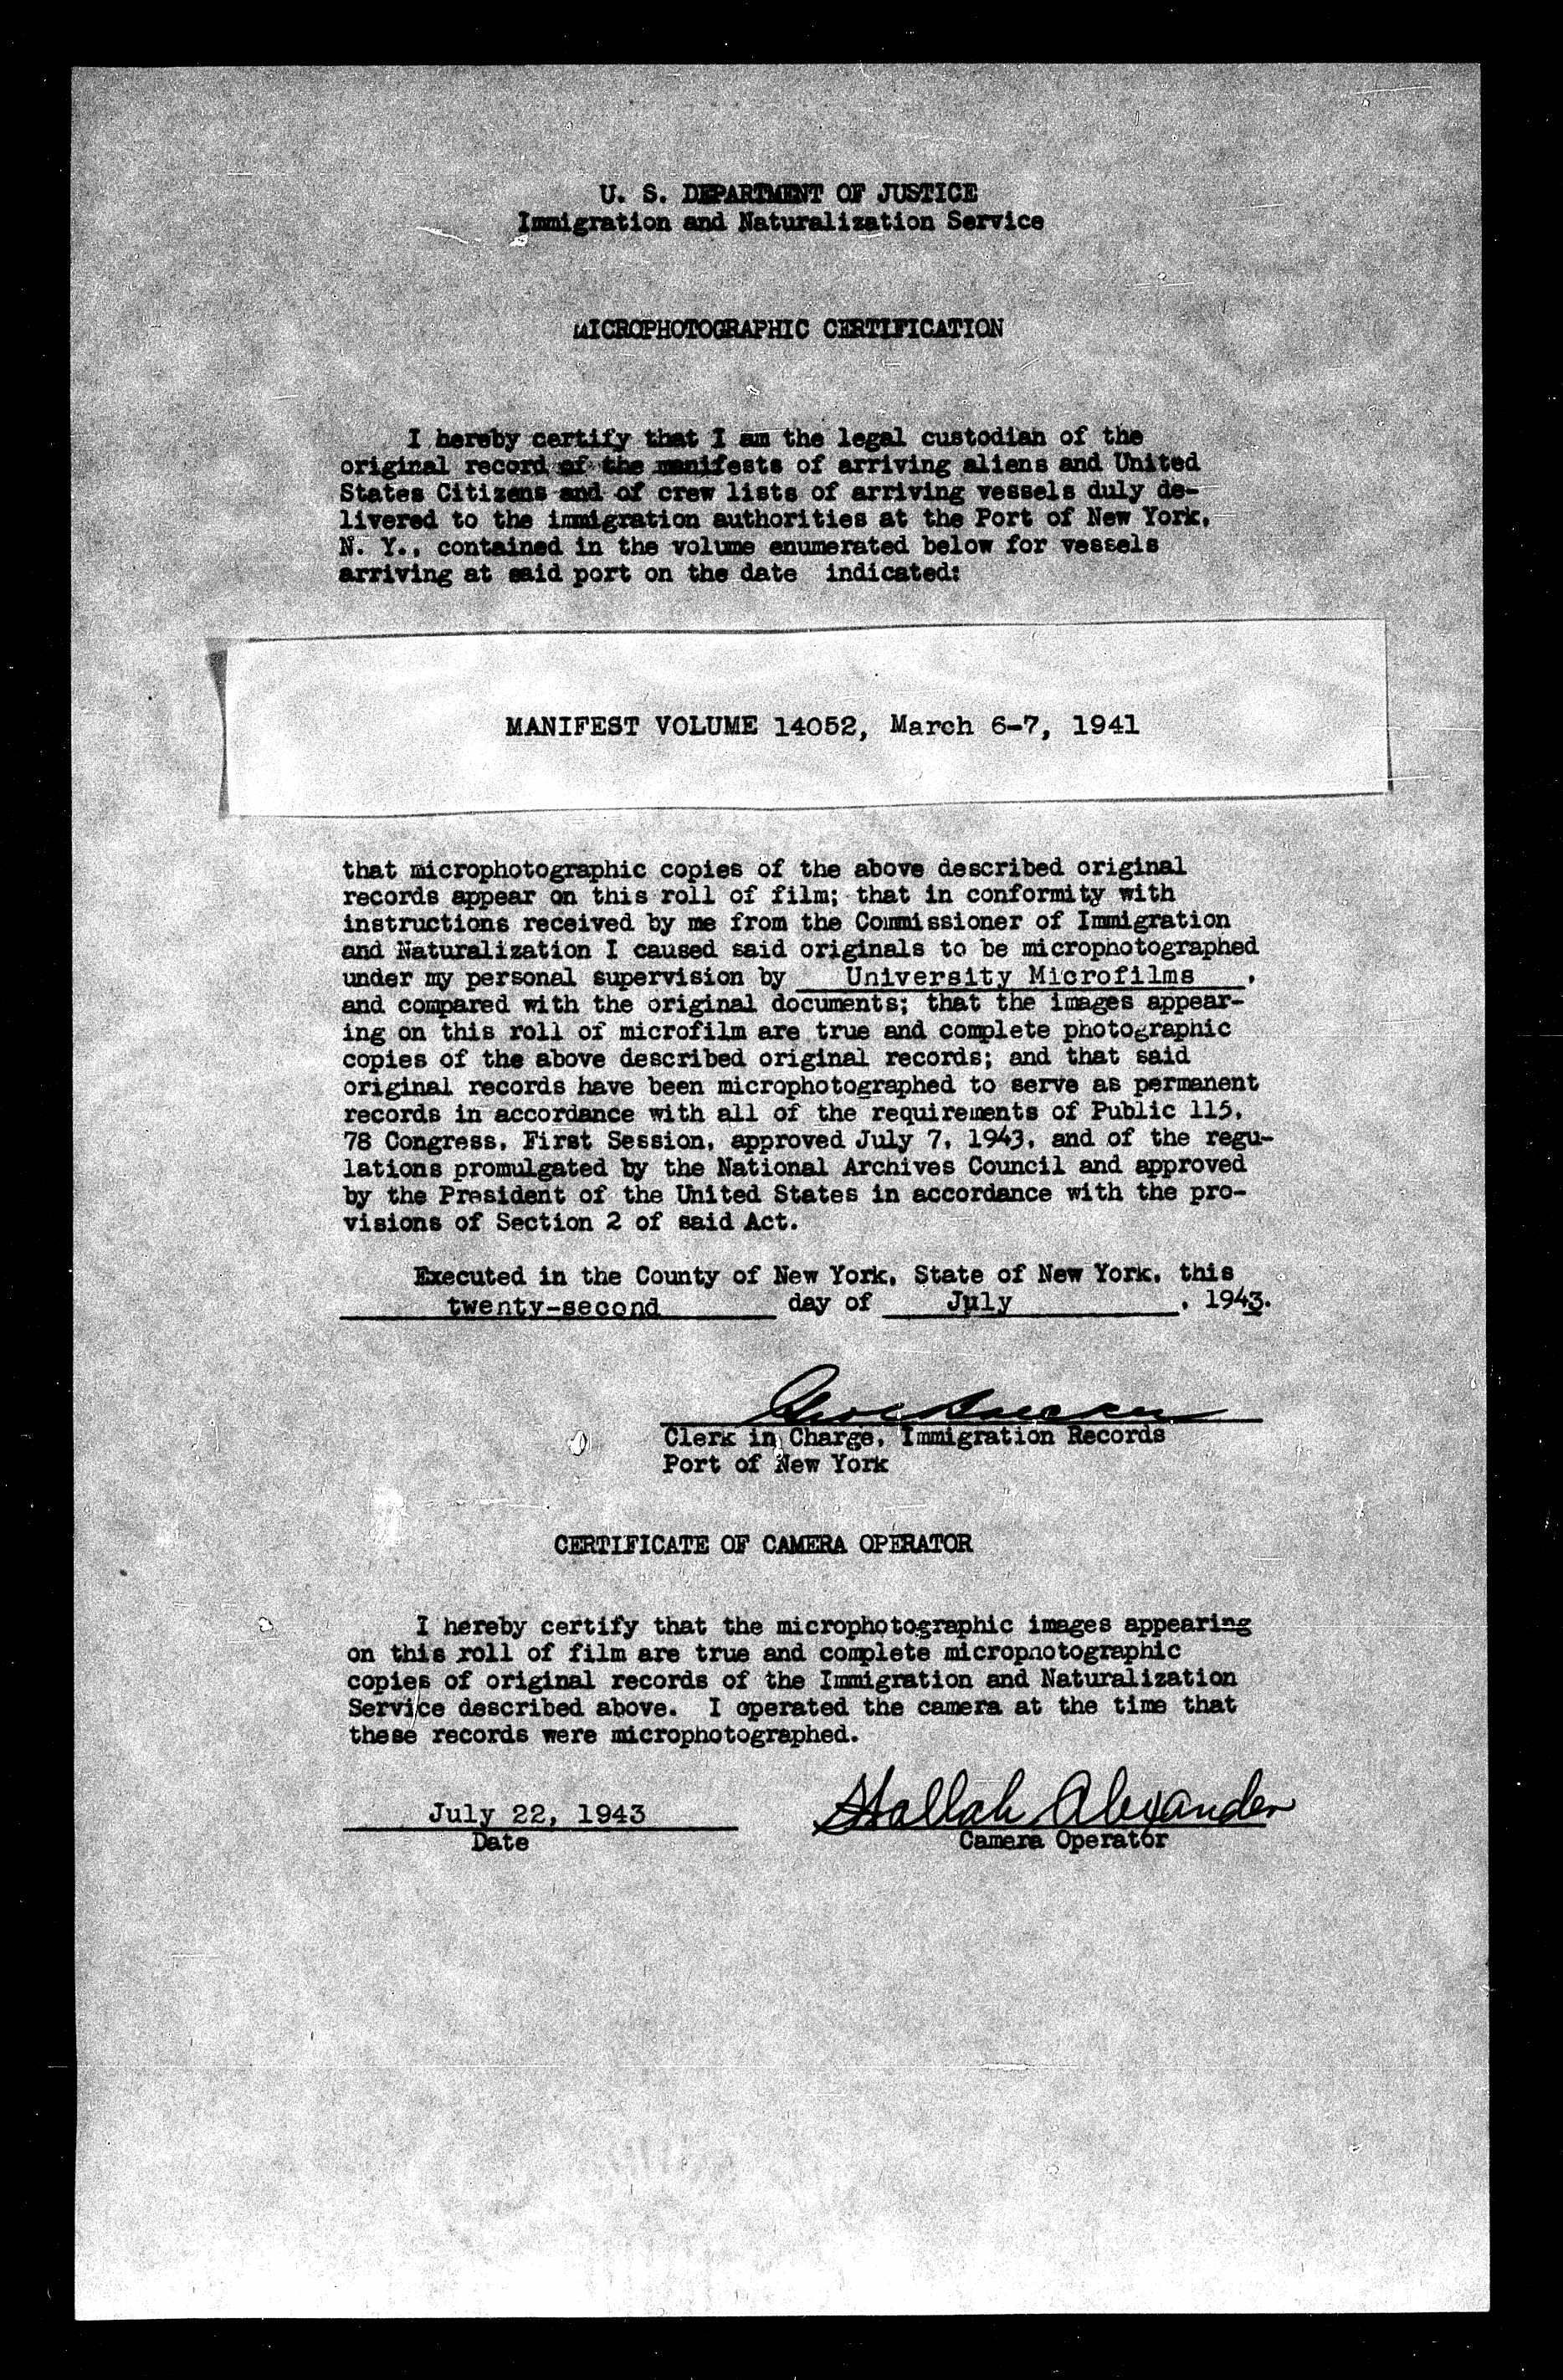 U. S. DEPARTMENT OF JUSTICE
Immigration and Naturalization Service
MICROPHOTOGRAPHIC CERTIFICATION
I hereby certify that I am the legal custodian of the
original record of the manifests of arriving aliens and United
States Citizens and of crew lists of arriving vessels duly de-
livered to the immigration authorities at the Port of New York,
N. Y., contained in the volume enumerated below for vessels
arriving at said port on the date indicated:
MANIFEST VOLUME 14052, March 6-7, 1941
that microphotographic copies of the above described original
records appear on this roll of film; that in conformity with
instructions received by me from the Commissioner of Immigration
and Naturalization I caused said originals to be microphotographed
under my personal supervision by University Microfilms,
and compared with the original documents; that the images appear-
ing on this roll of microfilm are true and complete photographic
copies of the above described original records; and that said
original records have been microphotographed to serve as permanent
records in accordance with all of the requirements of Public 115,
78 Congress, First Session, approved July 7, 1943, and of the regu-
lations promulgated by the National Archives Council and approved
by the President of the United States in accordance with the pro-
visions of Section 2 of said Act.
Executed in the County of New York, State of New York, this
twenty-second day of July, 1943.
Clerk in Charge, Immigration Records
Port of New York
CERTIFICATE OF CAMERA OPERATOR
I hereby certify that the microphotographic images appearing
on this roll of film are true and complete microphotographic
copies of original records of the Immigration and Naturalization
Service described above. I operated the camera at the time that
these records were microphotographed.
July 22, 1943 Hallah Alexander
Date Camera Operator